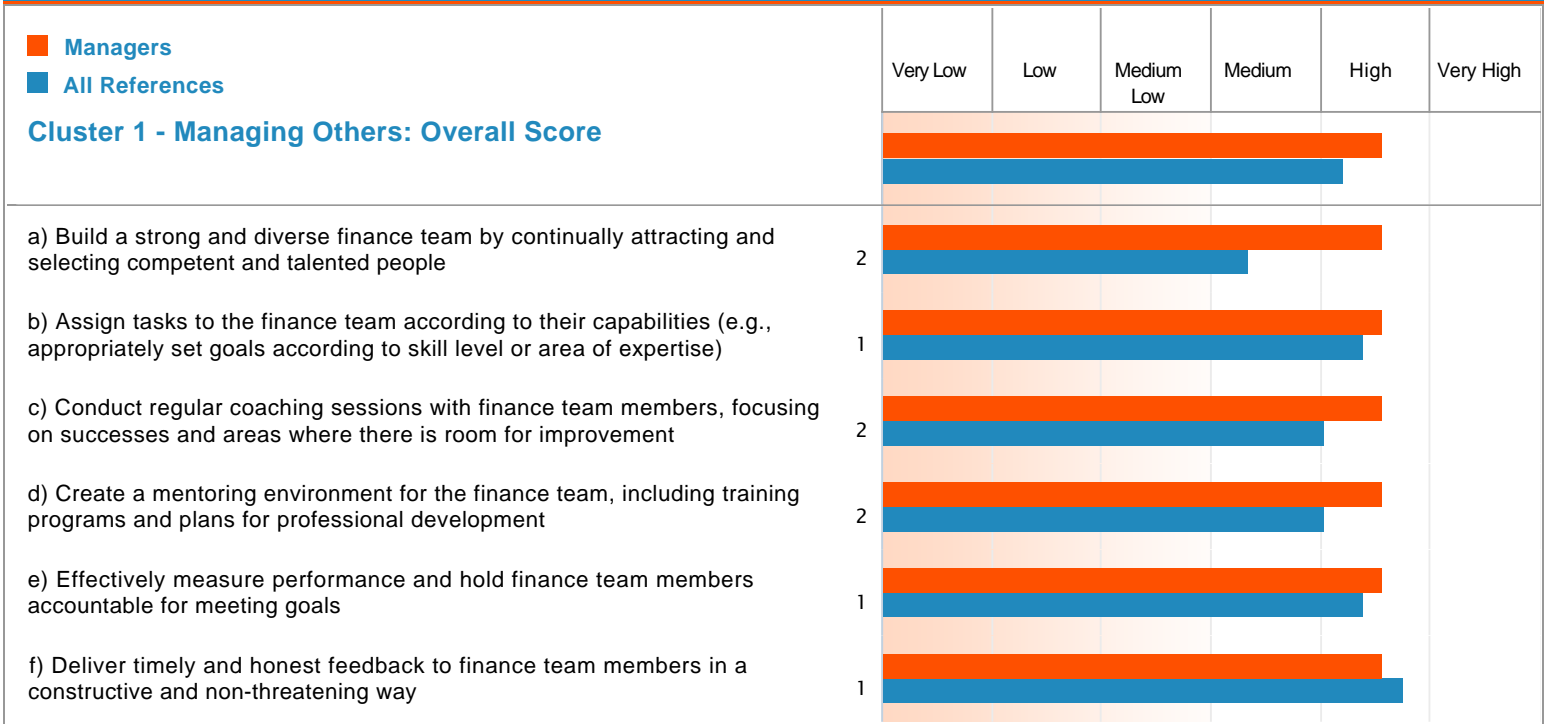 Managers
All References
Very Low Low Medium Low Medium High Very High
Cluster 1 - Managing Others: Overall Score
a) Build a strong and diverse finance team by continually attracting and
selecting competent and talented people
2
b) Assign tasks to the finance team according to their capabilities (e.g.,
appropriately set goals according to skill level or area of expertise)
1
c) Conduct regular coaching sessions with finance team members, focusing
on successes and areas where there is room for improvement
2
d) Create a mentoring environment for the finance team, including training
programs and plans for professional development
2
e) Effectively measure performance and hold finance team members
accountable for meeting goals
1
f) Deliver timely and honest feedback to finance team members in a
constructive and non-threatening way
1